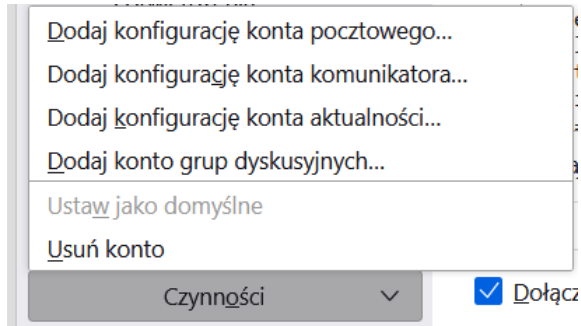 Dodaj konfigurację konta pocztowego...
Dodaj konfigurację konta komunikatora...
Dodaj konfigurację konta aktualności...
Dodaj konto grup dyskusyjnych...
Ustaw jako domyślne
Usuń konto
Czynności